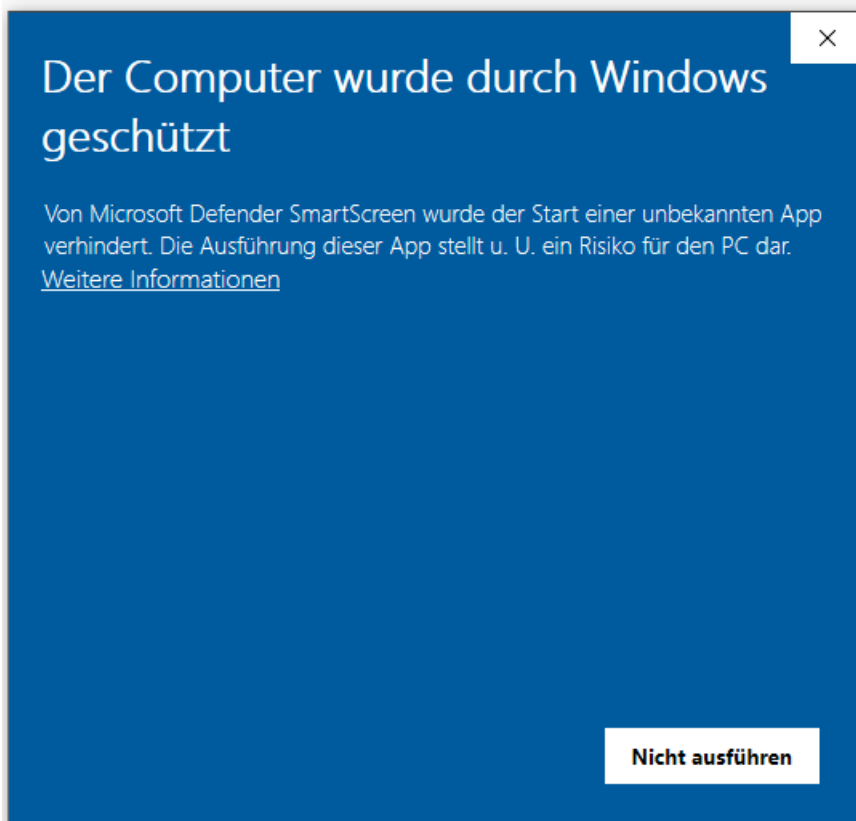 Der Computer wurde durch Windows
geschützt
Von Microsoft Defender SmartScreen wurde der Start einer unbekannten App
verhindert. Die Ausführung dieser App stellt u. U. ein Risiko für den PC dar.
Weitere Informationen
Nicht ausführen